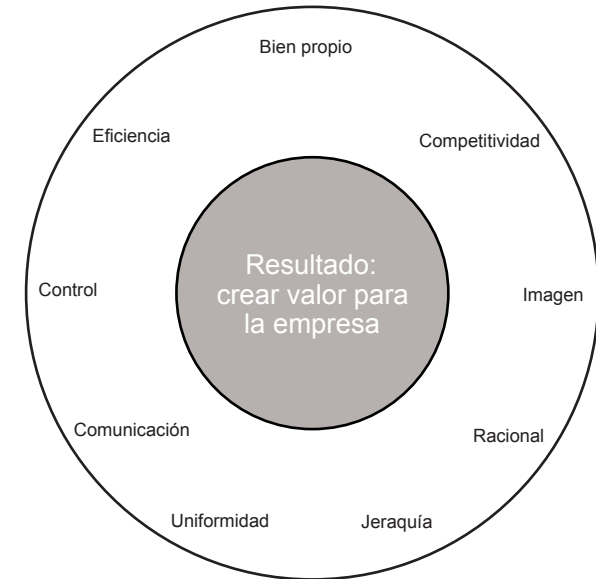 Bien propio
Eficiencia
Competitividad
Resultado:
crear valor para
la empresa
Control
Imagen
Comunicación
Racional
Uniformidad
Jeraquía